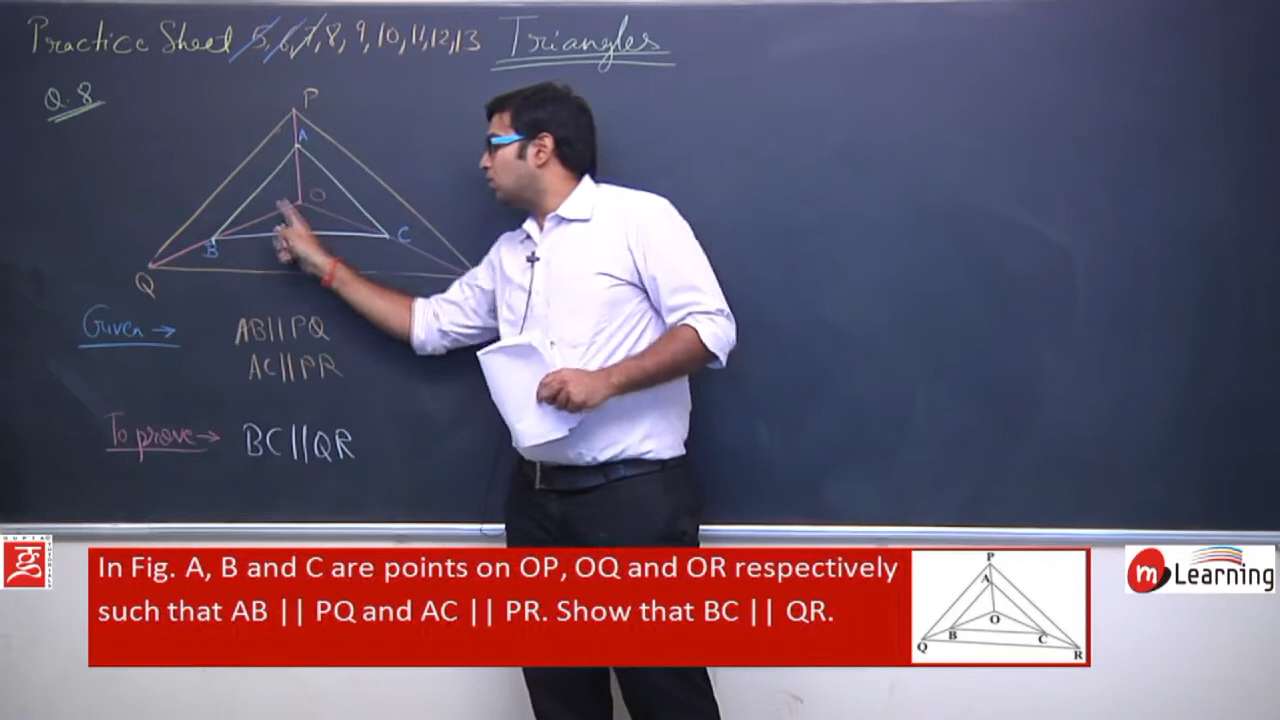 Practice Sheet 5, 6, 7, 8, 9, 10, 11, 12, 13 Triangles
Q. 8
P
A
O
B
C
Q
Given → AB || PQ
AC || PR
To prove → BC || QR
GUPTA TUTORIALS
In Fig. A, B and C are points on OP, OQ and OR respectively
such that AB || PQ and AC || PR. Show that BC || QR.
P
A
O
B
C
Q
R
m Learning